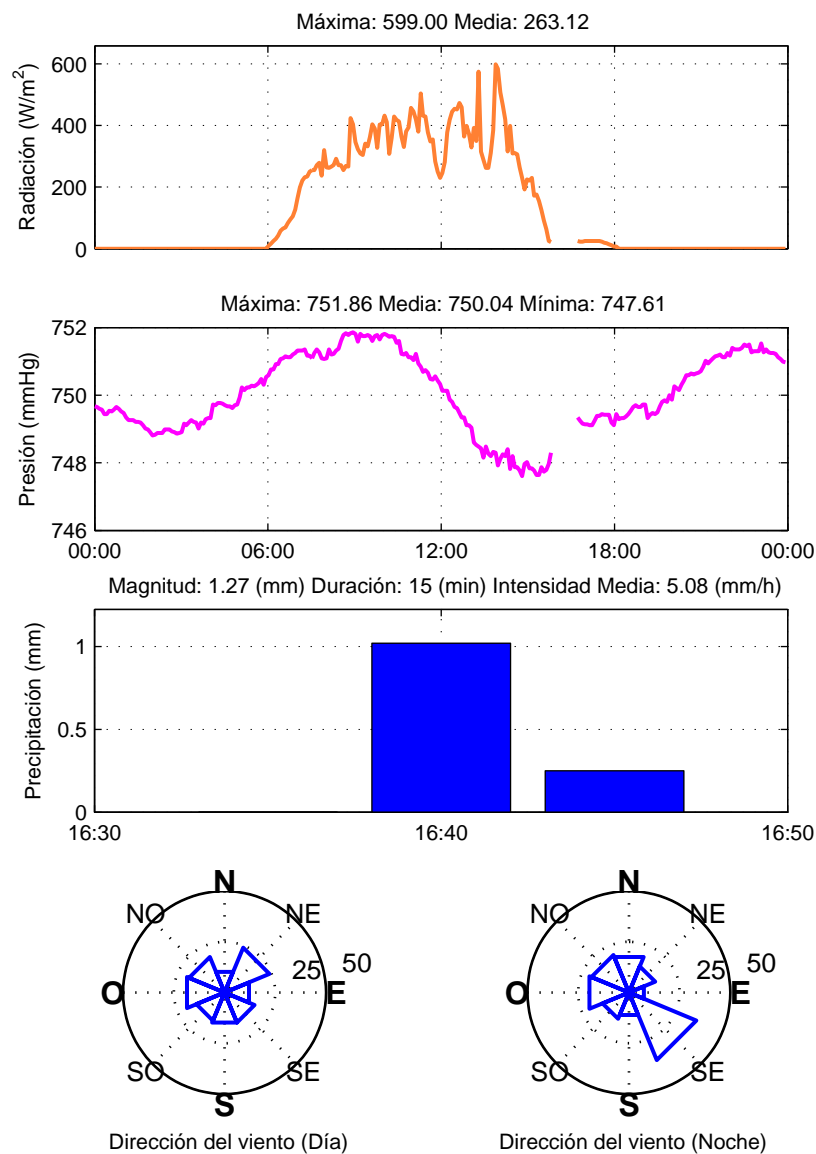 Máxima: 599.00 Media: 263.12
Radiación (W/m²)
600
400
200
0
Máxima: 751.86 Media: 750.04 Mínima: 747.61
Presión (mmHg)
752
750
748
746
00:00 06:00 12:00 18:00 00:00
Magnitud: 1.27 (mm) Duración: 15 (min) Intensidad Media: 5.08 (mm/h)
Precipitación (mm)
1
0.5
0
16:30 16:40 16:50
N
NO NE
25 50
O E
SO SE
S
Dirección del viento (Día)
N
NO NE
25 50
O E
SO SE
S
Dirección del viento (Noche)